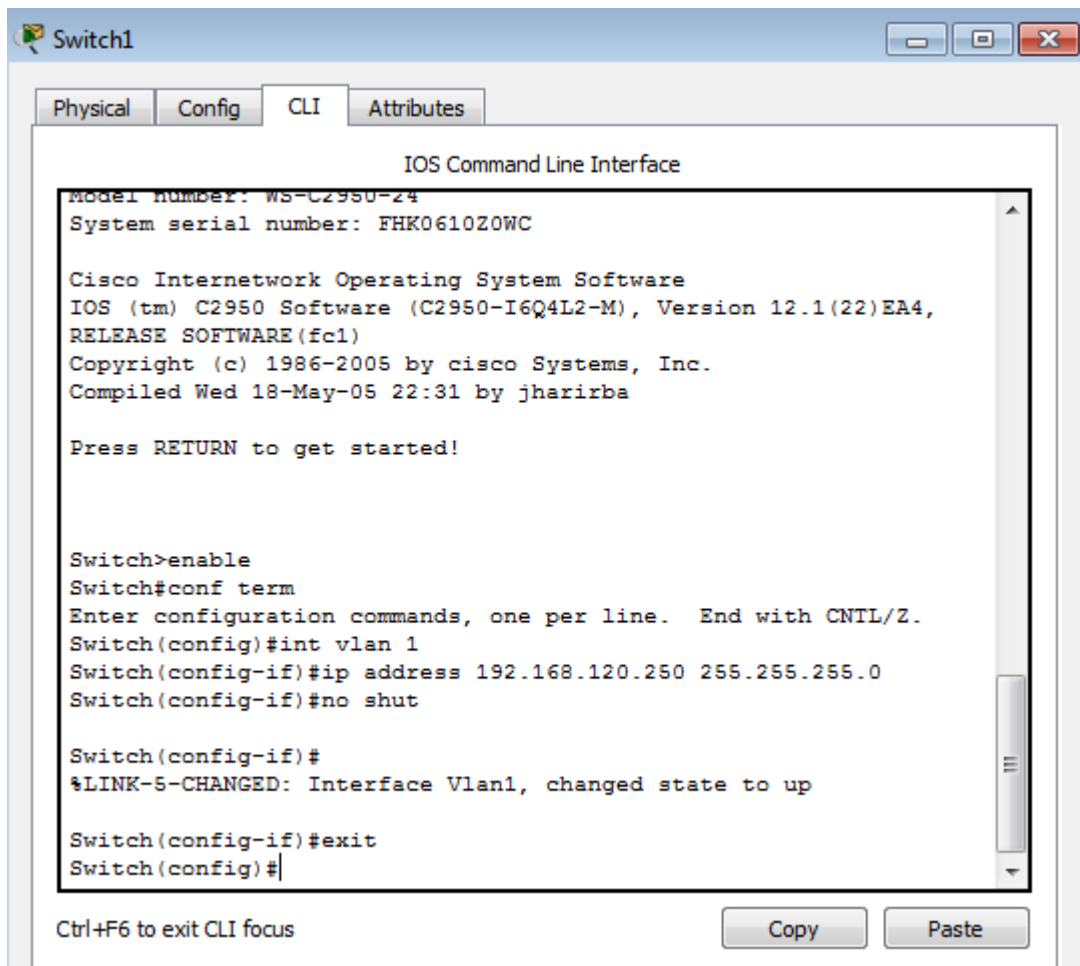 Switch1
Physical Config CLI Attributes
IOS Command Line Interface
Model number: WS-C2950-24
System serial number: FHK0610Z0WC
Cisco Internetwork Operating System Software
IOS (tm) C2950 Software (C2950-I6Q4L2-M), Version 12.1(22)EA4,
RELEASE SOFTWARE(fc1)
Copyright (c) 1986-2005 by cisco Systems, Inc.
Compiled Wed 18-May-05 22:31 by jharirba
Press RETURN to get started!
Switch>enable
Switch#conf term
Enter configuration commands, one per line.  End with CNTL/Z.
Switch(config)#int vlan 1
Switch(config-if)#ip address 192.168.120.250 255.255.255.0
Switch(config-if)#no shut
Switch(config-if)#
%LINK-5-CHANGED: Interface Vlan1, changed state to up
Switch(config-if)#exit
Switch(config)#
Ctrl+F6 to exit CLI focus
Copy Paste